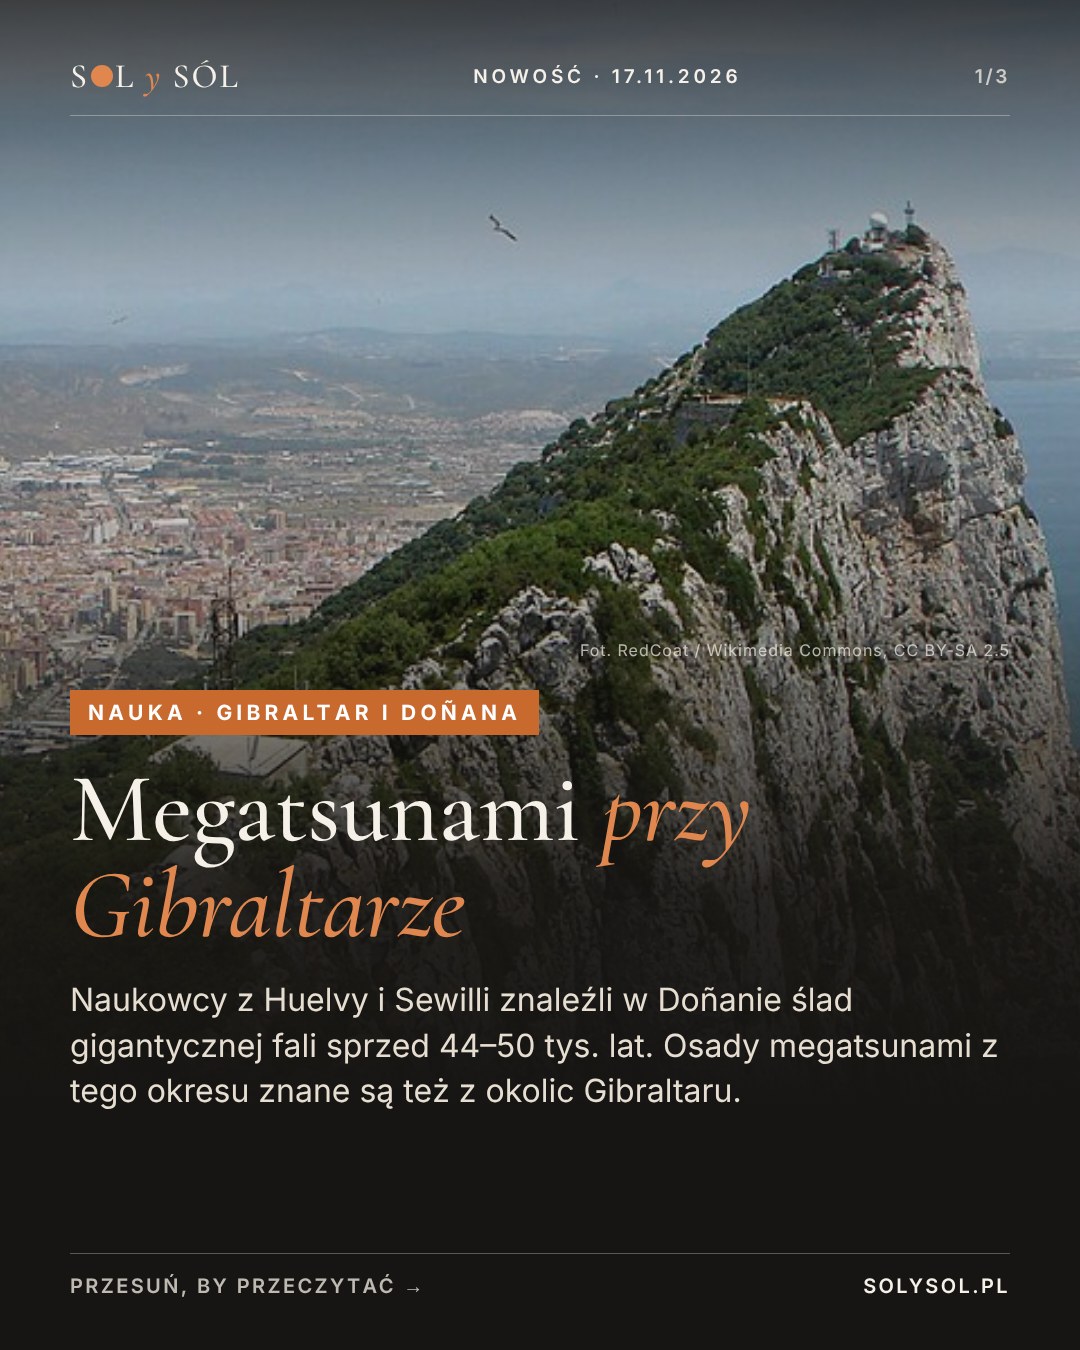 SOL y SÓL
NOWOŚĆ · 17.11.2026
1/3
Fot. RedCoat / Wikimedia Commons, CC BY-SA 2.5
NAUKA · GIBRALTAR I DOÑANA
Megatsunami przy
Gibraltarze
Naukowcy z Huelvy i Sewilli znaleźli w Doñanie ślad
gigantycznej fali sprzed 44–50 tys. lat. Osady megatsunami z
tego okresu znane są też z okolic Gibraltaru.
PRZESUŃ, BY PRZECZYTAĆ →
SOLYSOL.PL